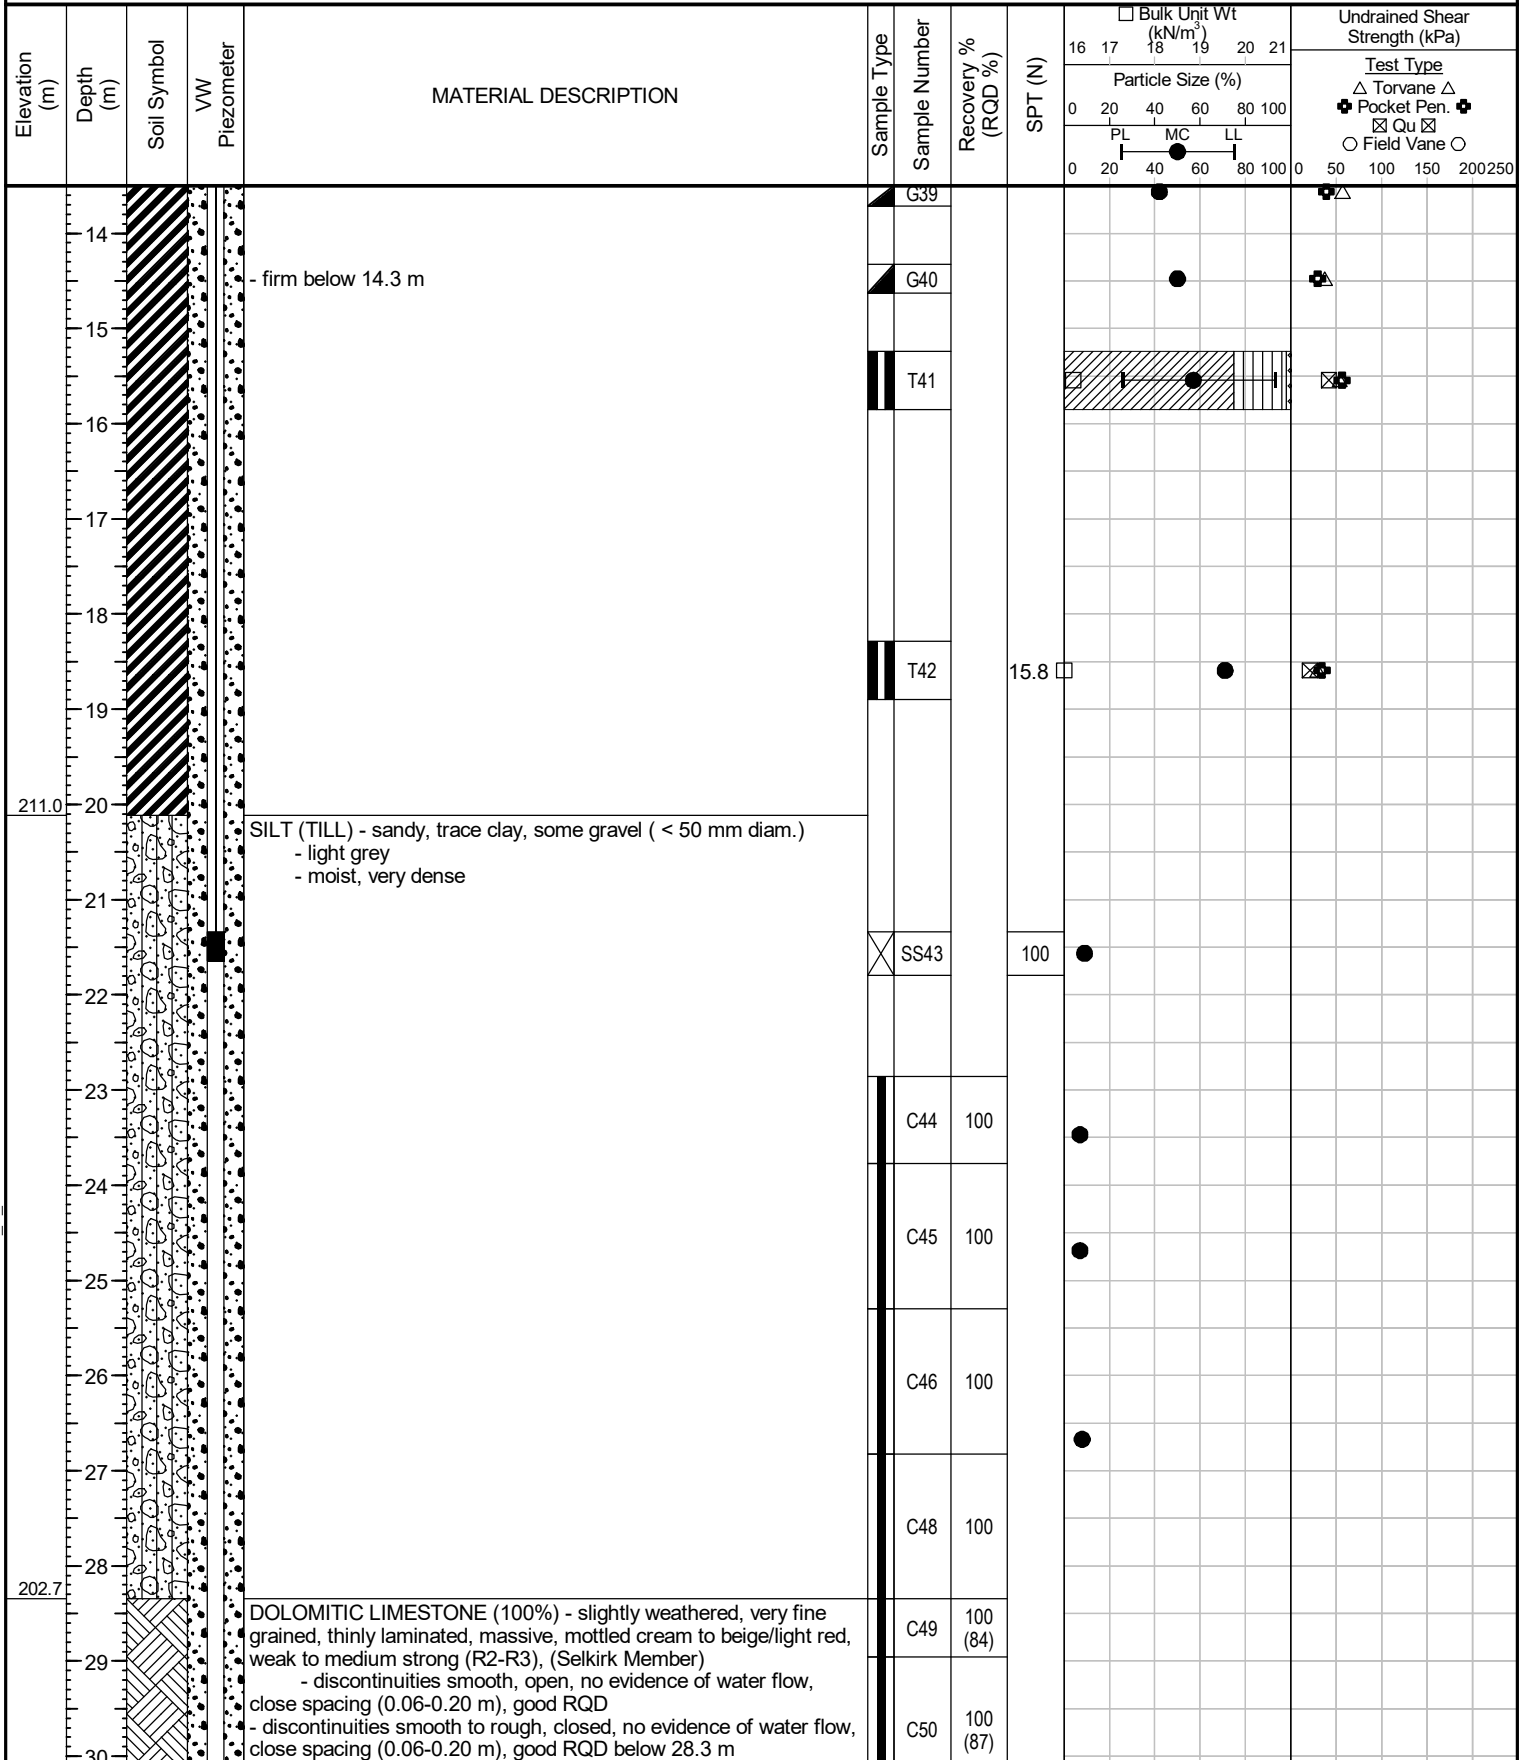 Elevation (m)
Depth (m)
Soil Symbol
VW Piezometer
MATERIAL DESCRIPTION
Sample Type
Sample Number
Recovery % (RQD %)
SPT (N)
Bulk Unit Wt
(kN/m³)
16 17 18 19 20 21
Particle Size (%)
0 20 40 60 80 100
PL MC LL
0 20 40 60 80 100
Undrained Shear
Strength (kPa)
Test Type
Torvane
Pocket Pen.
Qu
Field Vane
0 50 100 150 200 250
G39
14
- firm below 14.3 m
G40
15
T41
16
17
18
T42
15.8
19
211.0
20
SILT (TILL) - sandy, trace clay, some gravel ( < 50 mm diam.)
- light grey
- moist, very dense
21
SS43 100
22
23
C44 100
24
C45 100
25
26
C46 100
27
C48 100
28
202.7
DOLOMITIC LIMESTONE (100%) - slightly weathered, very fine
grained, thinly laminated, massive, mottled cream to beige/light red,
weak to medium strong (R2-R3), (Selkirk Member)
C49 100 (84)
29
- discontinuities smooth, open, no evidence of water flow,
close spacing (0.06-0.20 m), good RQD
- discontinuities smooth to rough, closed, no evidence of water flow,
close spacing (0.06-0.20 m), good RQD below 28.3 m
C50 100 (87)
30